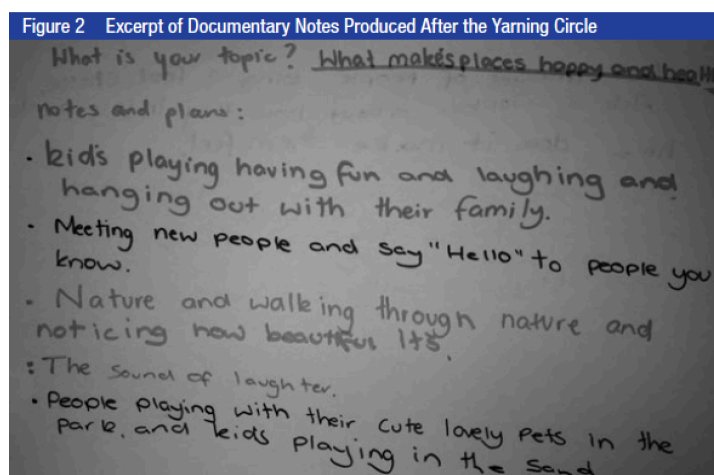 Figure 2 Excerpt of Documentary Notes Produced After the Yarning Circle
What is your topic? What makes places happy and healt
notes and plans:
. kids playing having fun and laughing and
hanging out with their family.
. Meeting new people and say "Hello" to people you
know.
. Nature and walking through nature and
noticing how beautiful Its.
: The sound of laughter.
. People playing with their cute lovely pets in the
park. and kids playing in the sand